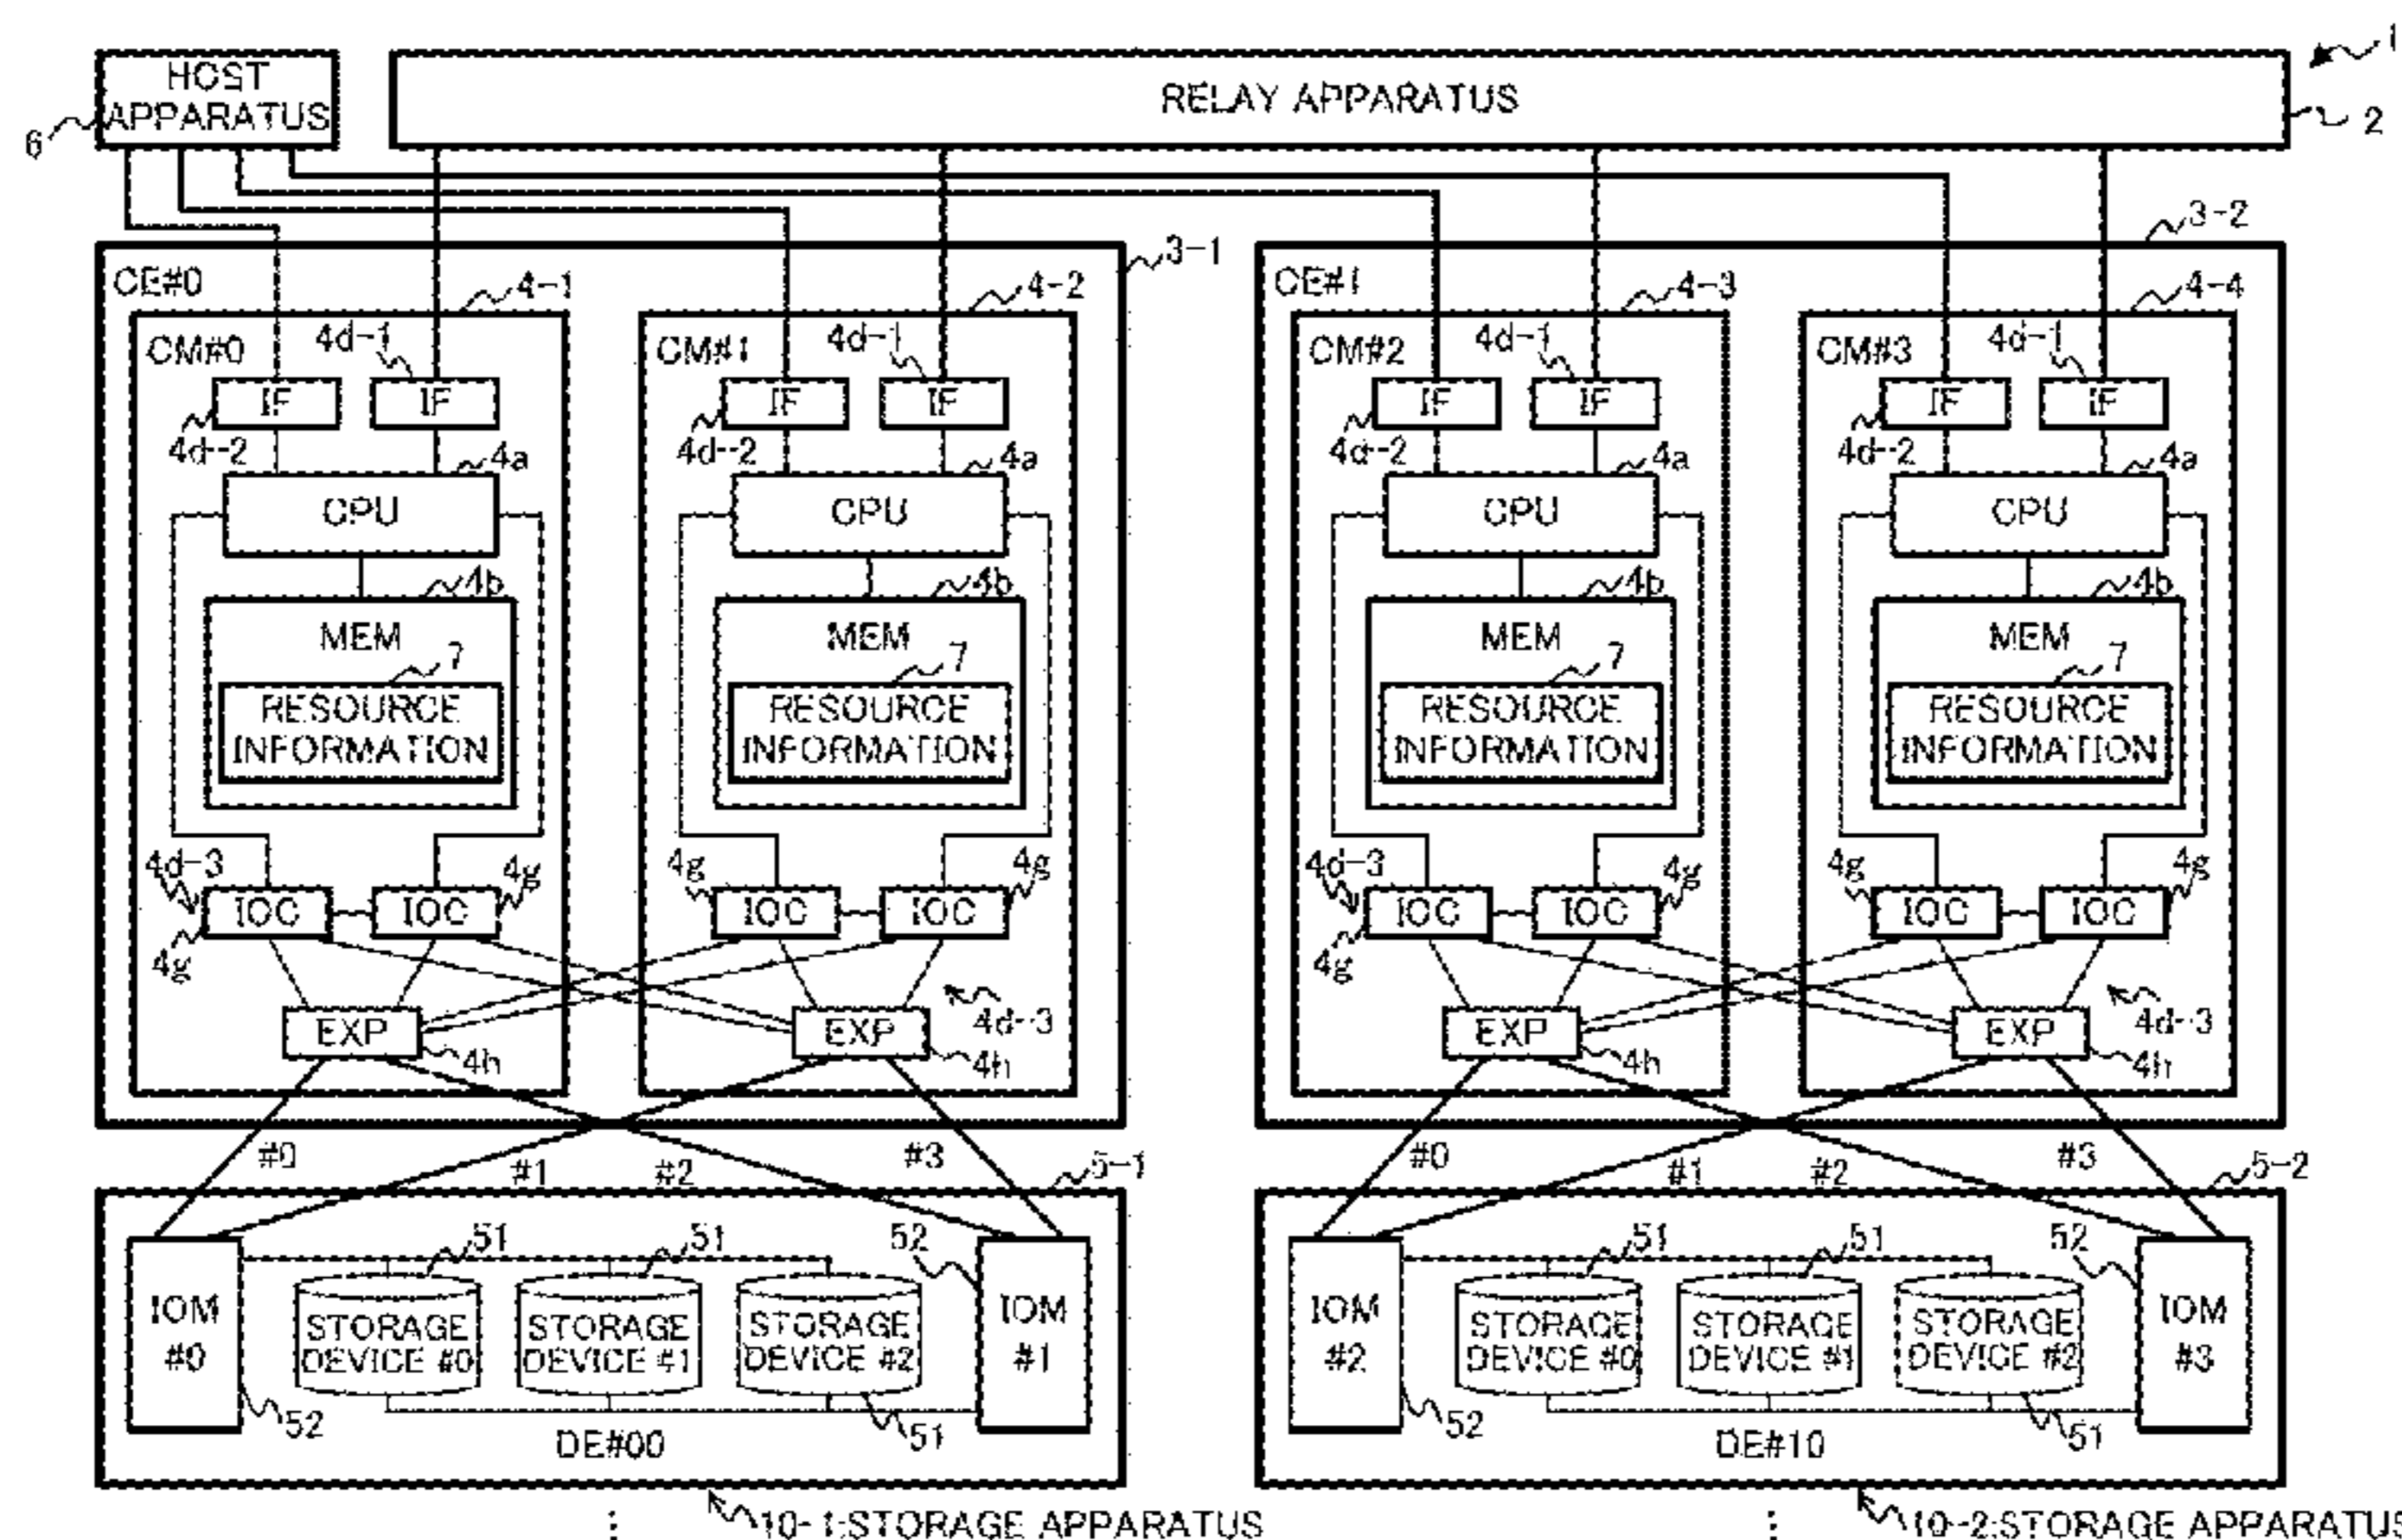 1
HOST
APPARATUS
6
RELAY APPARATUS
2
3-1
3-2
CE#0
4-1
4-2
CE#1
4-3
4-4
CM#0
4d-1
CM#1
4d-1
CM#2
4d-1
CM#3
4d-1
IF
IF
IF
IF
IF
IF
IF
IF
4d-2
4a
4d-2
4a
4d-2
4a
4d-2
4a
CPU
CPU
CPU
CPU
4b
4b
4b
4b
MEM
MEM
MEM
MEM
7
7
7
7
RESOURCE
INFORMATION
RESOURCE
INFORMATION
RESOURCE
INFORMATION
RESOURCE
INFORMATION
4d-3
4g
4g
4g
4d-3
4g
4g
4g
IOC
IOC
IOC
IOC
IOC
IOC
IOC
IOC
4g
4g
EXP
EXP
4d-3
EXP
EXP
4d-3
4h
4h
4h
4h
#0
#1
#2
#3
5-1
#0
#1
#2
#3
5-2
51
51
52
51
51
52
IOM
#0
STORAGE
DEVICE #0
STORAGE
DEVICE #1
STORAGE
DEVICE #2
IOM
#1
IOM
#2
STORAGE
DEVICE #0
STORAGE
DEVICE #1
STORAGE
DEVICE #2
IOM
#3
52
DE#00
51
52
DE#10
51
10-1:STORAGE APPARATUS
10-2:STORAGE APPARATUS